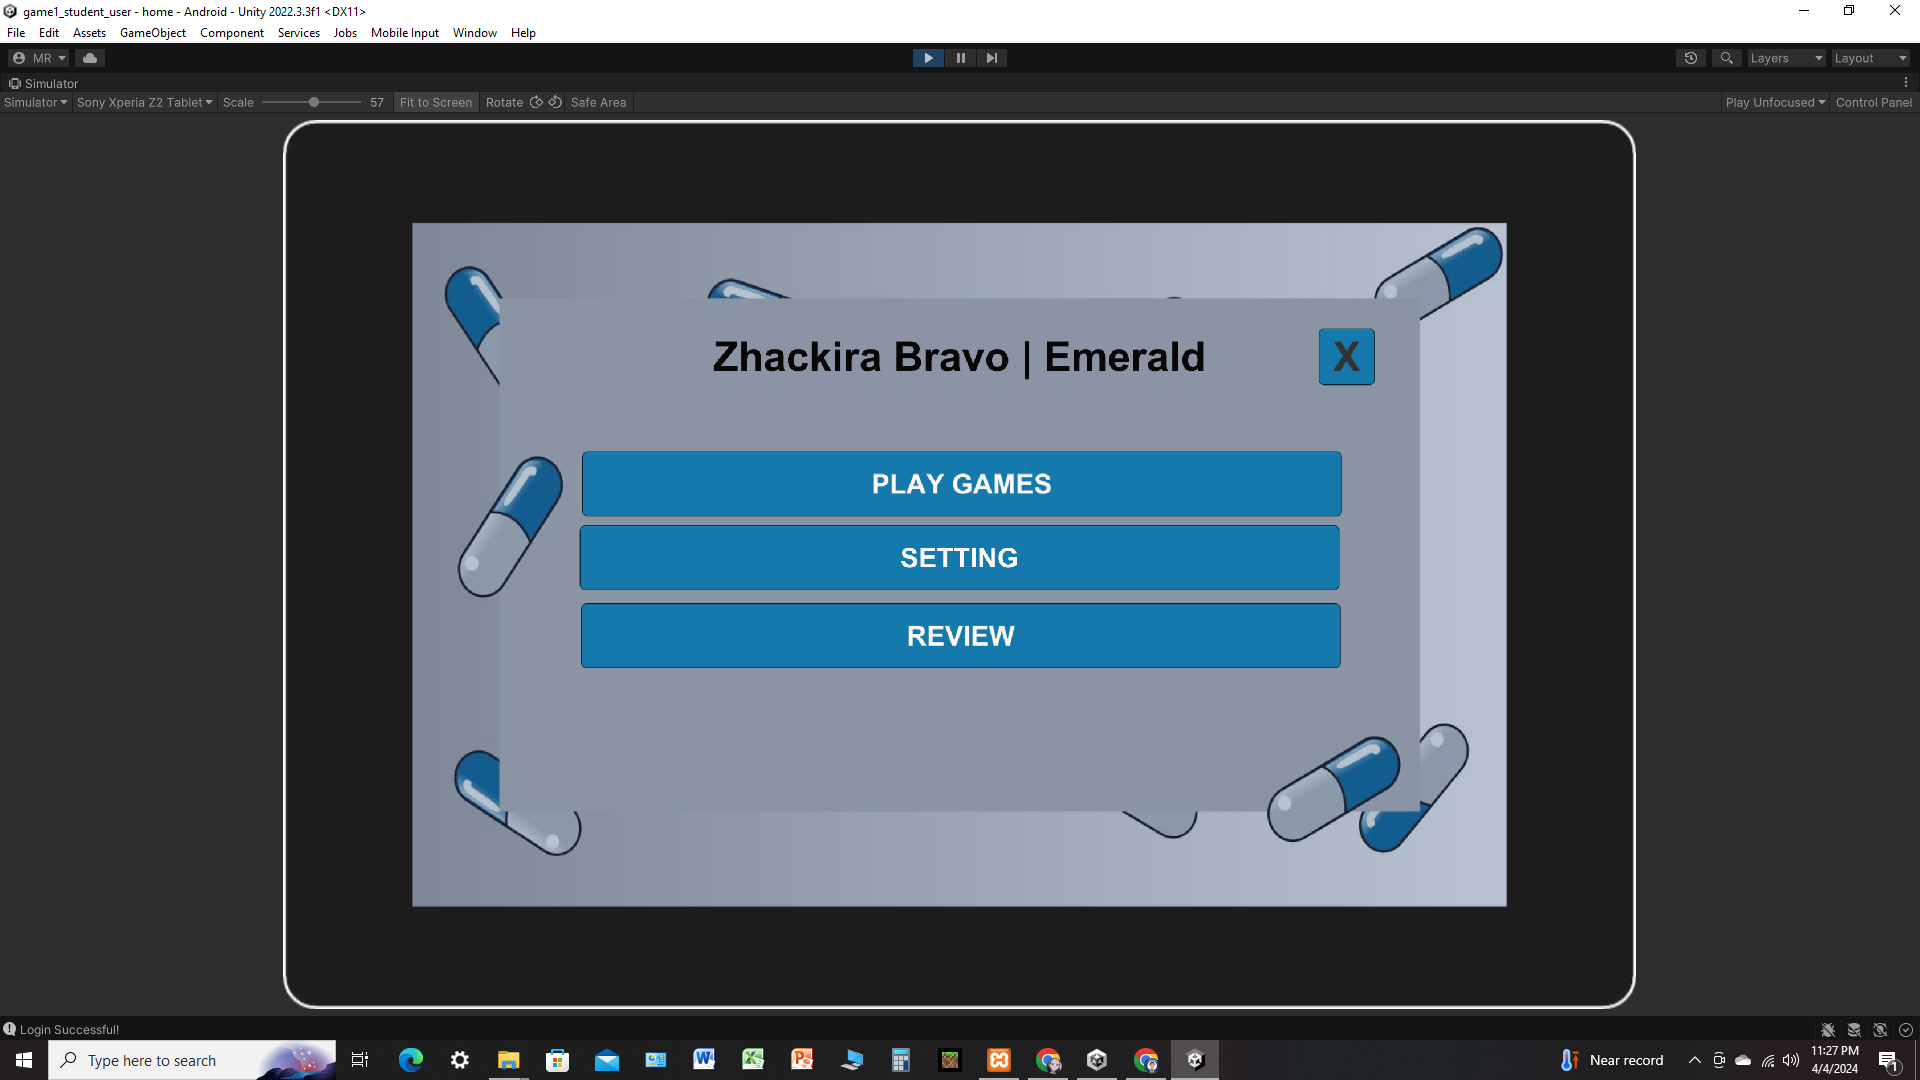 game1_student_user - home - Android - Unity 2022.3.3f1 <DX11>
File Edit Assets GameObject Component Services Jobs Mobile Input Window Help
MR Layers Layout
Simulator
Simulator Sony Xperia Z2 Tablet Scale 57 Fit to Screen Rotate Safe Area Play Unfocused Control Panel
Zhackira Bravo | Emerald X
PLAY GAMES
SETTING
REVIEW
Login Successful!
Type here to search Near record 11:27 PM
4/4/2024 1